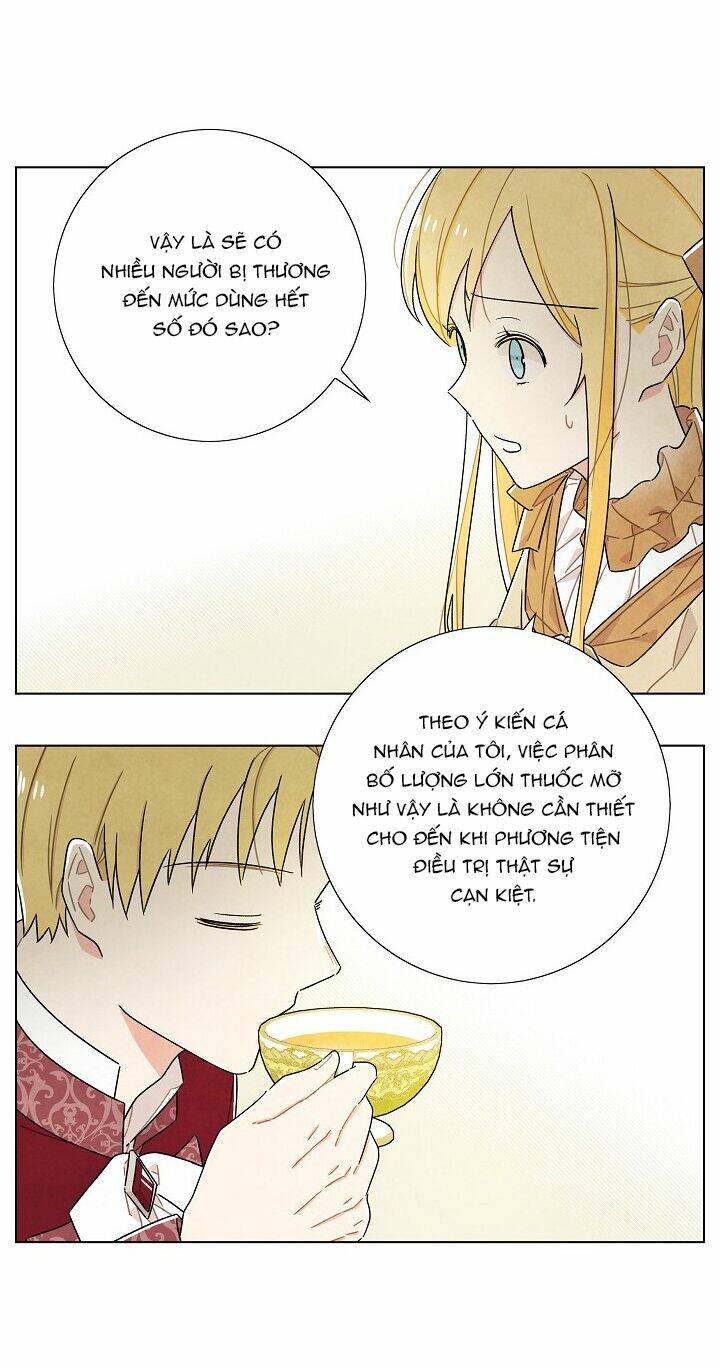 VẬY LÀ SẼ CÓ
NHIỀU NGƯỜI BỊ THƯƠNG
ĐẾN MỨC DÙNG HẾT
SỐ ĐÓ SAO?
THEO Ý KIẾN CÁ
NHÂN CỦA TÔI, VIỆC PHÂN
BỐ LƯỢNG LỚN THUỐC MỠ
NHƯ VẬY LÀ KHÔNG CẦN THIẾT
CHO ĐẾN KHI PHƯƠNG TIỆN
ĐIỀU TRỊ THẬT SỰ
CẠN KIỆT.